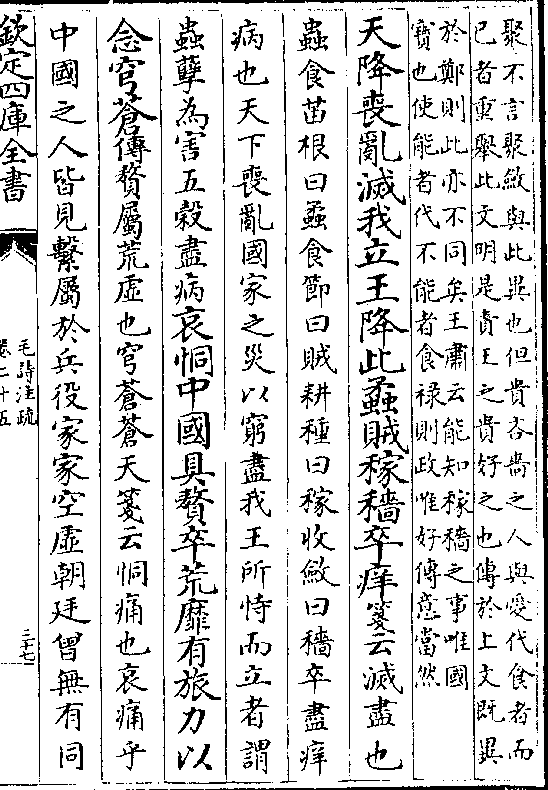 聚不言聚斂與此異也但貴吝嗇之人與愛代食者而
已者重舉此文明是責王之貴好之也傳於上文既異
於鄭則此亦不同矣王肅云能知稼穡之事唯國
寶也使能者代不能者食祿則政唯好傳意當然
天降喪亂滅我立王降此蟊賊稼穡卒痒箋云滅盡也
蟲食苗根曰蟊食節曰賊耕種曰稼收斂曰穡卒盡痒
病也天下喪亂國家之災以窮盡我王所恃而立者謂
蟲孽為害五穀盡病哀恫中國具贅卒荒靡有旅力以
念穹蒼傳贅屬荒虛也穹蒼蒼天箋云恫痛也哀痛乎
中國之人皆見繫屬於兵役家家空虛朝廷曾無有同
欽定四庫全書
毛詩注疏
卷二十五
三十七